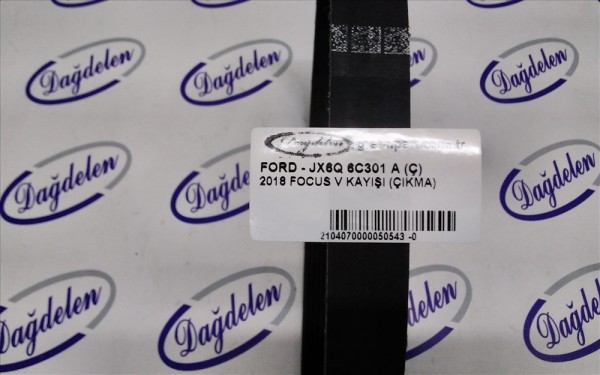 Dağdelen
Dağdelen
Dağdelen
Dağdelen
Dağdelen
FORD - JX6Q 6C301 A (Ç)
2018 FOCUS V KAYIŞI (ÇIKMA)
2104070000050543 -0
Dağdelen
Dağdelen
Dağdelen